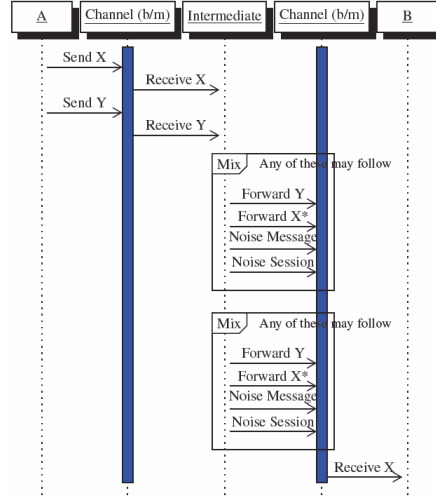 A Channel (b/m) Intermediate Channel (b/m) B
Send X
Receive X
Send Y
Receive Y
Mix Any of these may follow
Forward Y
Forward X*
Noise Message
Noise Session
Mix Any of these may follow
Forward Y
Forward X*
Noise Message
Noise Session
Receive X